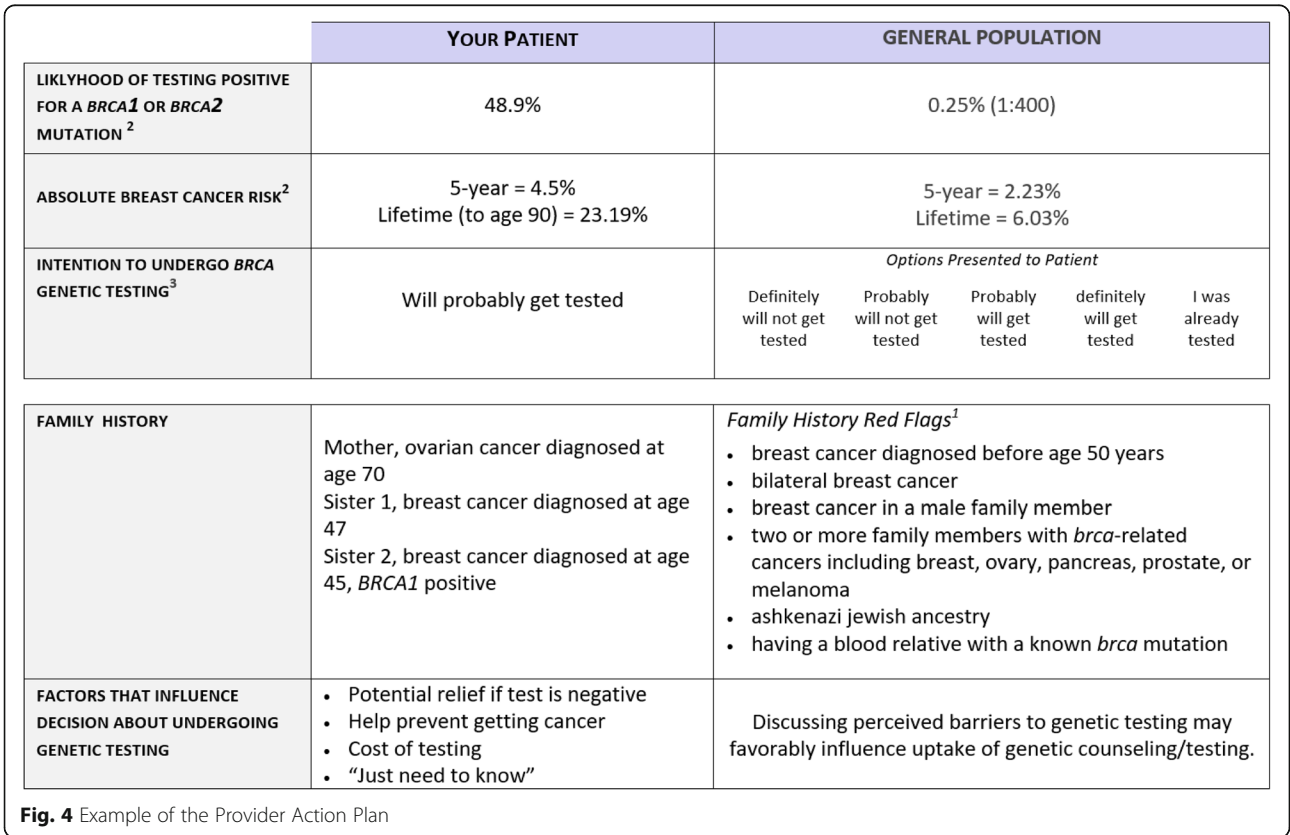 YOUR PATIENT
GENERAL POPULATION
LIKLYHOOD OF TESTING POSITIVE
FOR A BRCA1 OR BRCA2
MUTATION 2
48.9%
0.25% (1:400)
ABSOLUTE BREAST CANCER RISK2
5-year = 4.5%
Lifetime (to age 90) = 23.19%
5-year = 2.23%
Lifetime = 6.03%
INTENTION TO UNDERGO BRCA
GENETIC TESTING3
Will probably get tested
Options Presented to Patient
Definitely
will not get
tested
Probably
will not get
tested
Probably
will get
tested
definitely
will get
tested
I was
already
tested
FAMILY HISTORY
Mother, ovarian cancer diagnosed at
age 70
Sister 1, breast cancer diagnosed at age
47
Sister 2, breast cancer diagnosed at age
45, BRCA1 positive
Family History Red Flags1
• breast cancer diagnosed before age 50 years
• bilateral breast cancer
• breast cancer in a male family member
• two or more family members with brca-related
cancers including breast, ovary, pancreas, prostate, or
melanoma
• ashkenazi jewish ancestry
• having a blood relative with a known brca mutation
FACTORS THAT INFLUENCE
DECISION ABOUT UNDERGOING
GENETIC TESTING
• Potential relief if test is negative
• Help prevent getting cancer
• Cost of testing
• “Just need to know”
Discussing perceived barriers to genetic testing may
favorably influence uptake of genetic counseling/testing.
Fig. 4 Example of the Provider Action Plan